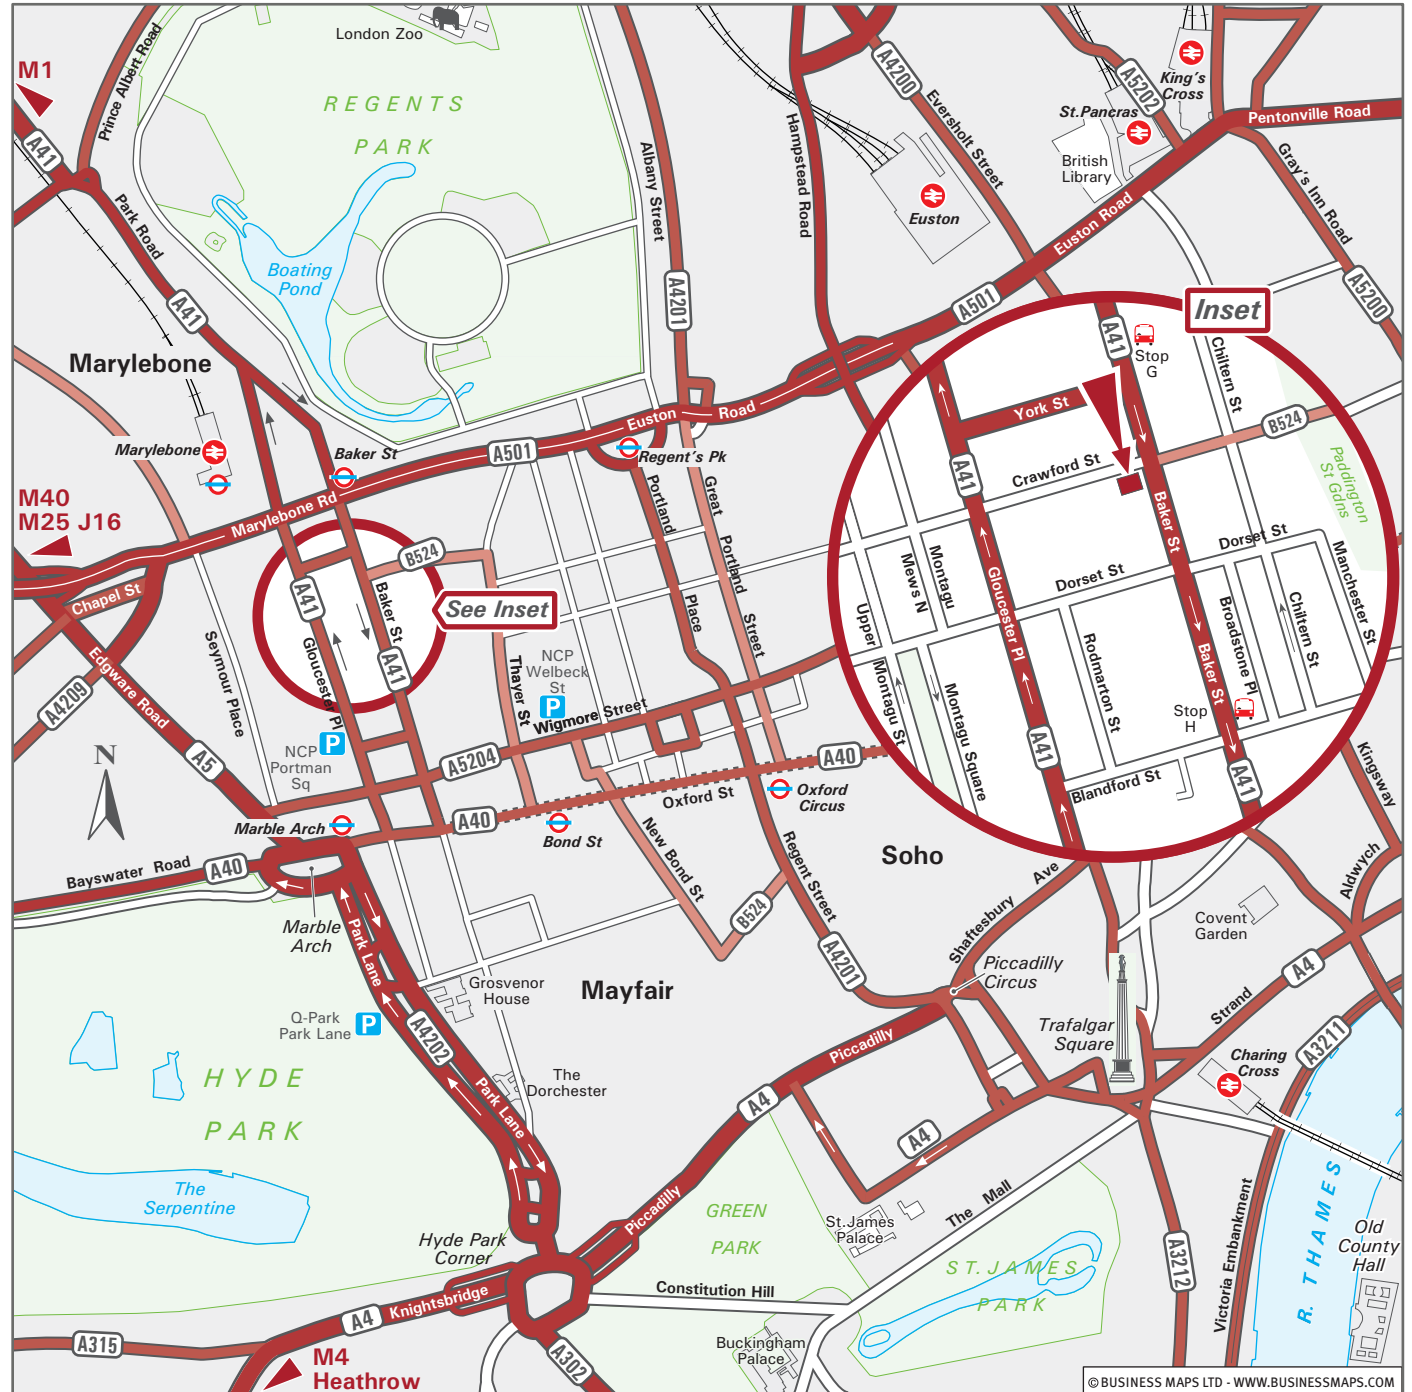 London Zoo
REGENTS
PARK
Boating
Pond
M1
A41
Prince Albert Road
Park Road
A41
Albany Street
A4201
Hampstead Road
A4200
Eversholt Street
Euston
A5202
King's
Cross
St.Pancras
British
Library
Pentonville Road
Gray's Inn Road
A5200
Euston Road
A501
Marylebone
Marylebone
Baker St
A501
Euston Road
Regent's Pk
M40
M25 J16
Marylebone Rd
Chapel St
A4209
Edgware Road
A5
Seymour Place
B524
See Inset
A41
Baker St
Gloucester Pl
A41
Thayer St
NCP
Welbeck
St
P
Wigmore Street
Portland
Place
Great
Portland
Street
Inset
A41
Stop
G
Chiltern St
York St
B524
Crawford St
A41
Paddington
St Gdns
Baker St
Dorset St
Dorset St
Montagu
Mews N
Gloucester Pl
Upper
Montagu St
Montagu Square
Rodmarton St
Broadstone Pl
Chiltern St
Manchester St
Baker St
Stop
H
A41
Blandford St
A41
N
P
NCP
Portman
Sq
A5204
A40
Oxford St
A40
Oxford
Circus
Bond St
Marble Arch
Bayswater Road
A40
Marble
Arch
New Bond St
B524
Regent Street
A4201
Soho
Shaftesbury Ave
Kingsway
Aldwych
Covent
Garden
Park Lane
Grosvenor
House
Mayfair
Piccadilly
Circus
A4
Strand
Q-Park
Park Lane
P
A4202
Trafalgar
Square
Charing
Cross
A3211
HYDE
PARK
The
Dorchester
Park Lane
Piccadilly
A4
A4
The
Serpentine
Hyde Park
Corner
Piccadilly
GREEN
PARK
St.James
Palace
The Mall
ST.JAMES
PARK
A3212
Victoria Embankment
R. THAMES
Old
County
Hall
Constitution Hill
Knightsbridge
A4
A315
M4
Heathrow
A302
Buckingham
Palace
© BUSINESS MAPS LTD - WWW.BUSINESSMAPS.COM